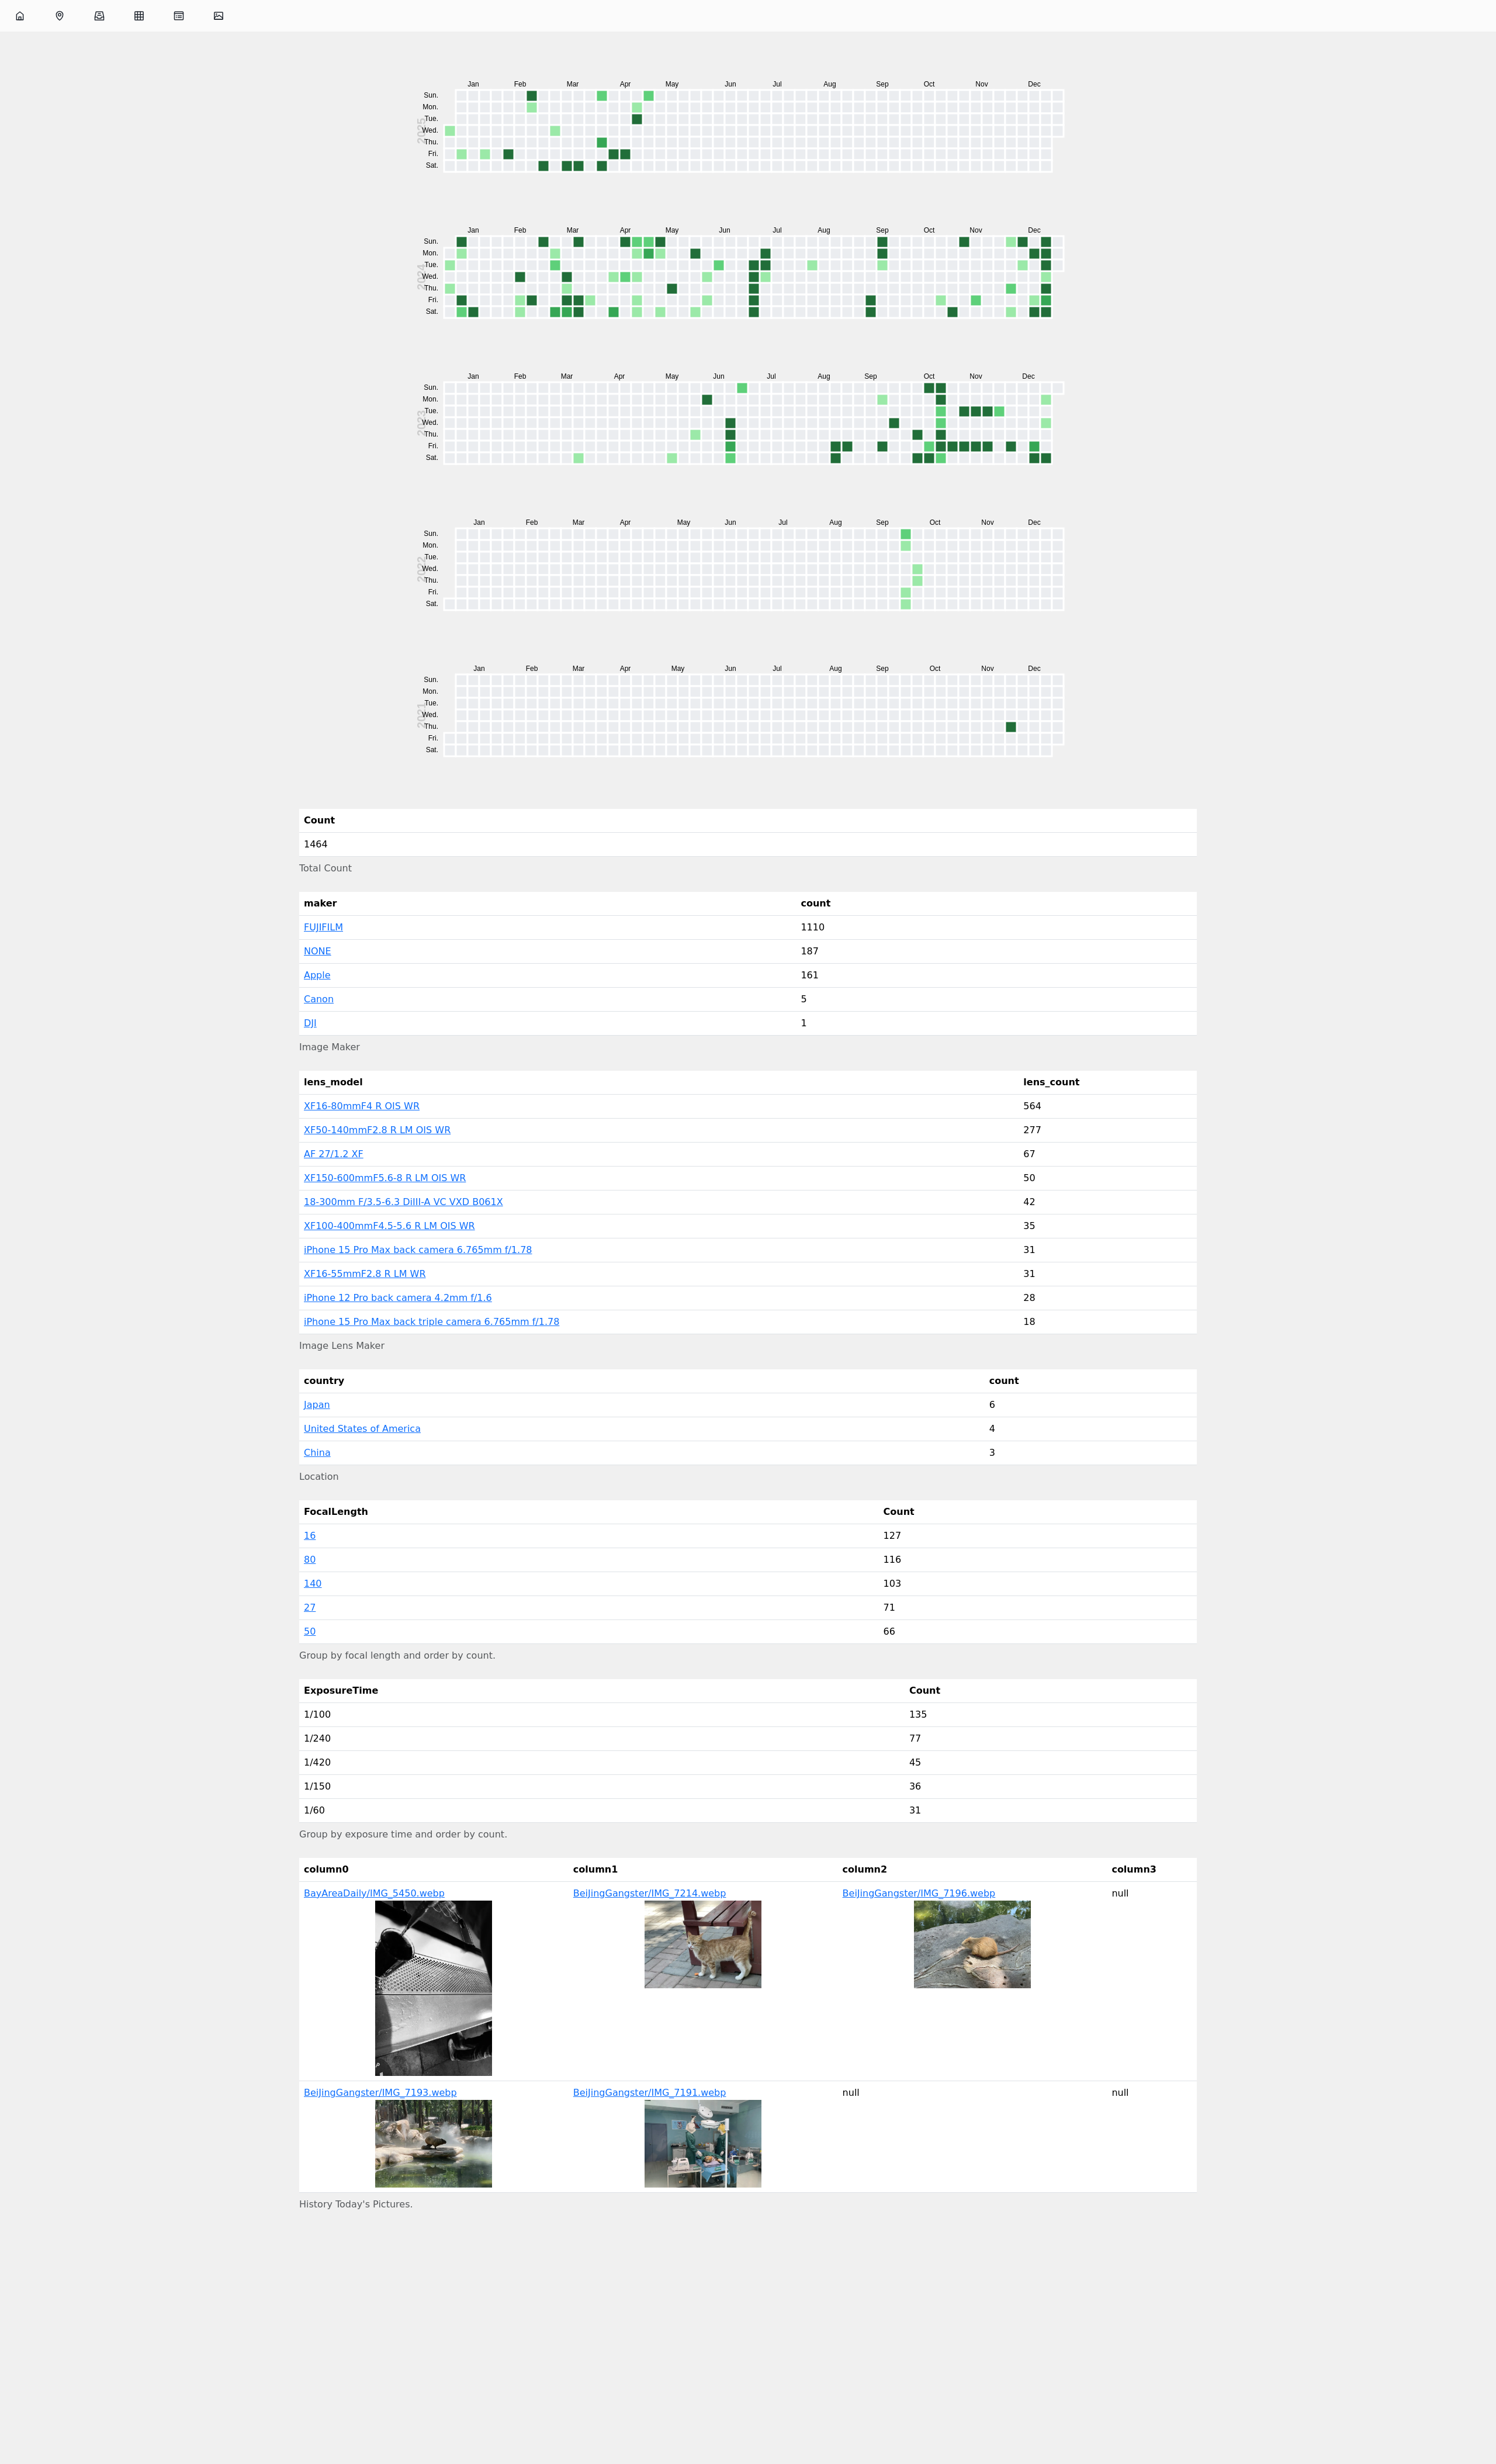 Jan Feb Mar Apr May Jun Jul Aug Sep Oct Nov Dec
2025
Sun.
Mon.
Tue.
Wed.
Thu.
Fri.
Sat.
Jan Feb Mar Apr May Jun Jul Aug Sep Oct Nov Dec
2024
Sun.
Mon.
Tue.
Wed.
Thu.
Fri.
Sat.
Jan Feb Mar Apr May Jun Jul Aug Sep Oct Nov Dec
2023
Sun.
Mon.
Tue.
Wed.
Thu.
Fri.
Sat.
Jan Feb Mar Apr May Jun Jul Aug Sep Oct Nov Dec
2022
Sun.
Mon.
Tue.
Wed.
Thu.
Fri.
Sat.
Jan Feb Mar Apr May Jun Jul Aug Sep Oct Nov Dec
2021
Sun.
Mon.
Tue.
Wed.
Thu.
Fri.
Sat.
Count
1464
Total Count
maker count
FUJIFILM 1110
NONE 187
Apple 161
Canon 5
DJI 1
Image Maker
lens_model lens_count
XF16-80mmF4 R OIS WR 564
XF50-140mmF2.8 R LM OIS WR 277
AF 27/1.2 XF 67
XF150-600mmF5.6-8 R LM OIS WR 50
18-300mm F/3.5-6.3 DiIII-A VC VXD B061X 42
XF100-400mmF4.5-5.6 R LM OIS WR 35
iPhone 15 Pro Max back camera 6.765mm f/1.78 31
XF16-55mmF2.8 R LM WR 31
iPhone 12 Pro back camera 4.2mm f/1.6 28
iPhone 15 Pro Max back triple camera 6.765mm f/1.78 18
Image Lens Maker
country count
Japan 6
United States of America 4
China 3
Location
FocalLength Count
16 127
80 116
140 103
27 71
50 66
Group by focal length and order by count.
ExposureTime Count
1/100 135
1/240 77
1/420 45
1/150 36
1/60 31
Group by exposure time and order by count.
column0 column1 column2 column3
BayAreaDaily/IMG_5450.webp BeiJingGangster/IMG_7214.webp BeiJingGangster/IMG_7196.webp null
BeiJingGangster/IMG_7193.webp BeiJingGangster/IMG_7191.webp null null
History Today's Pictures.